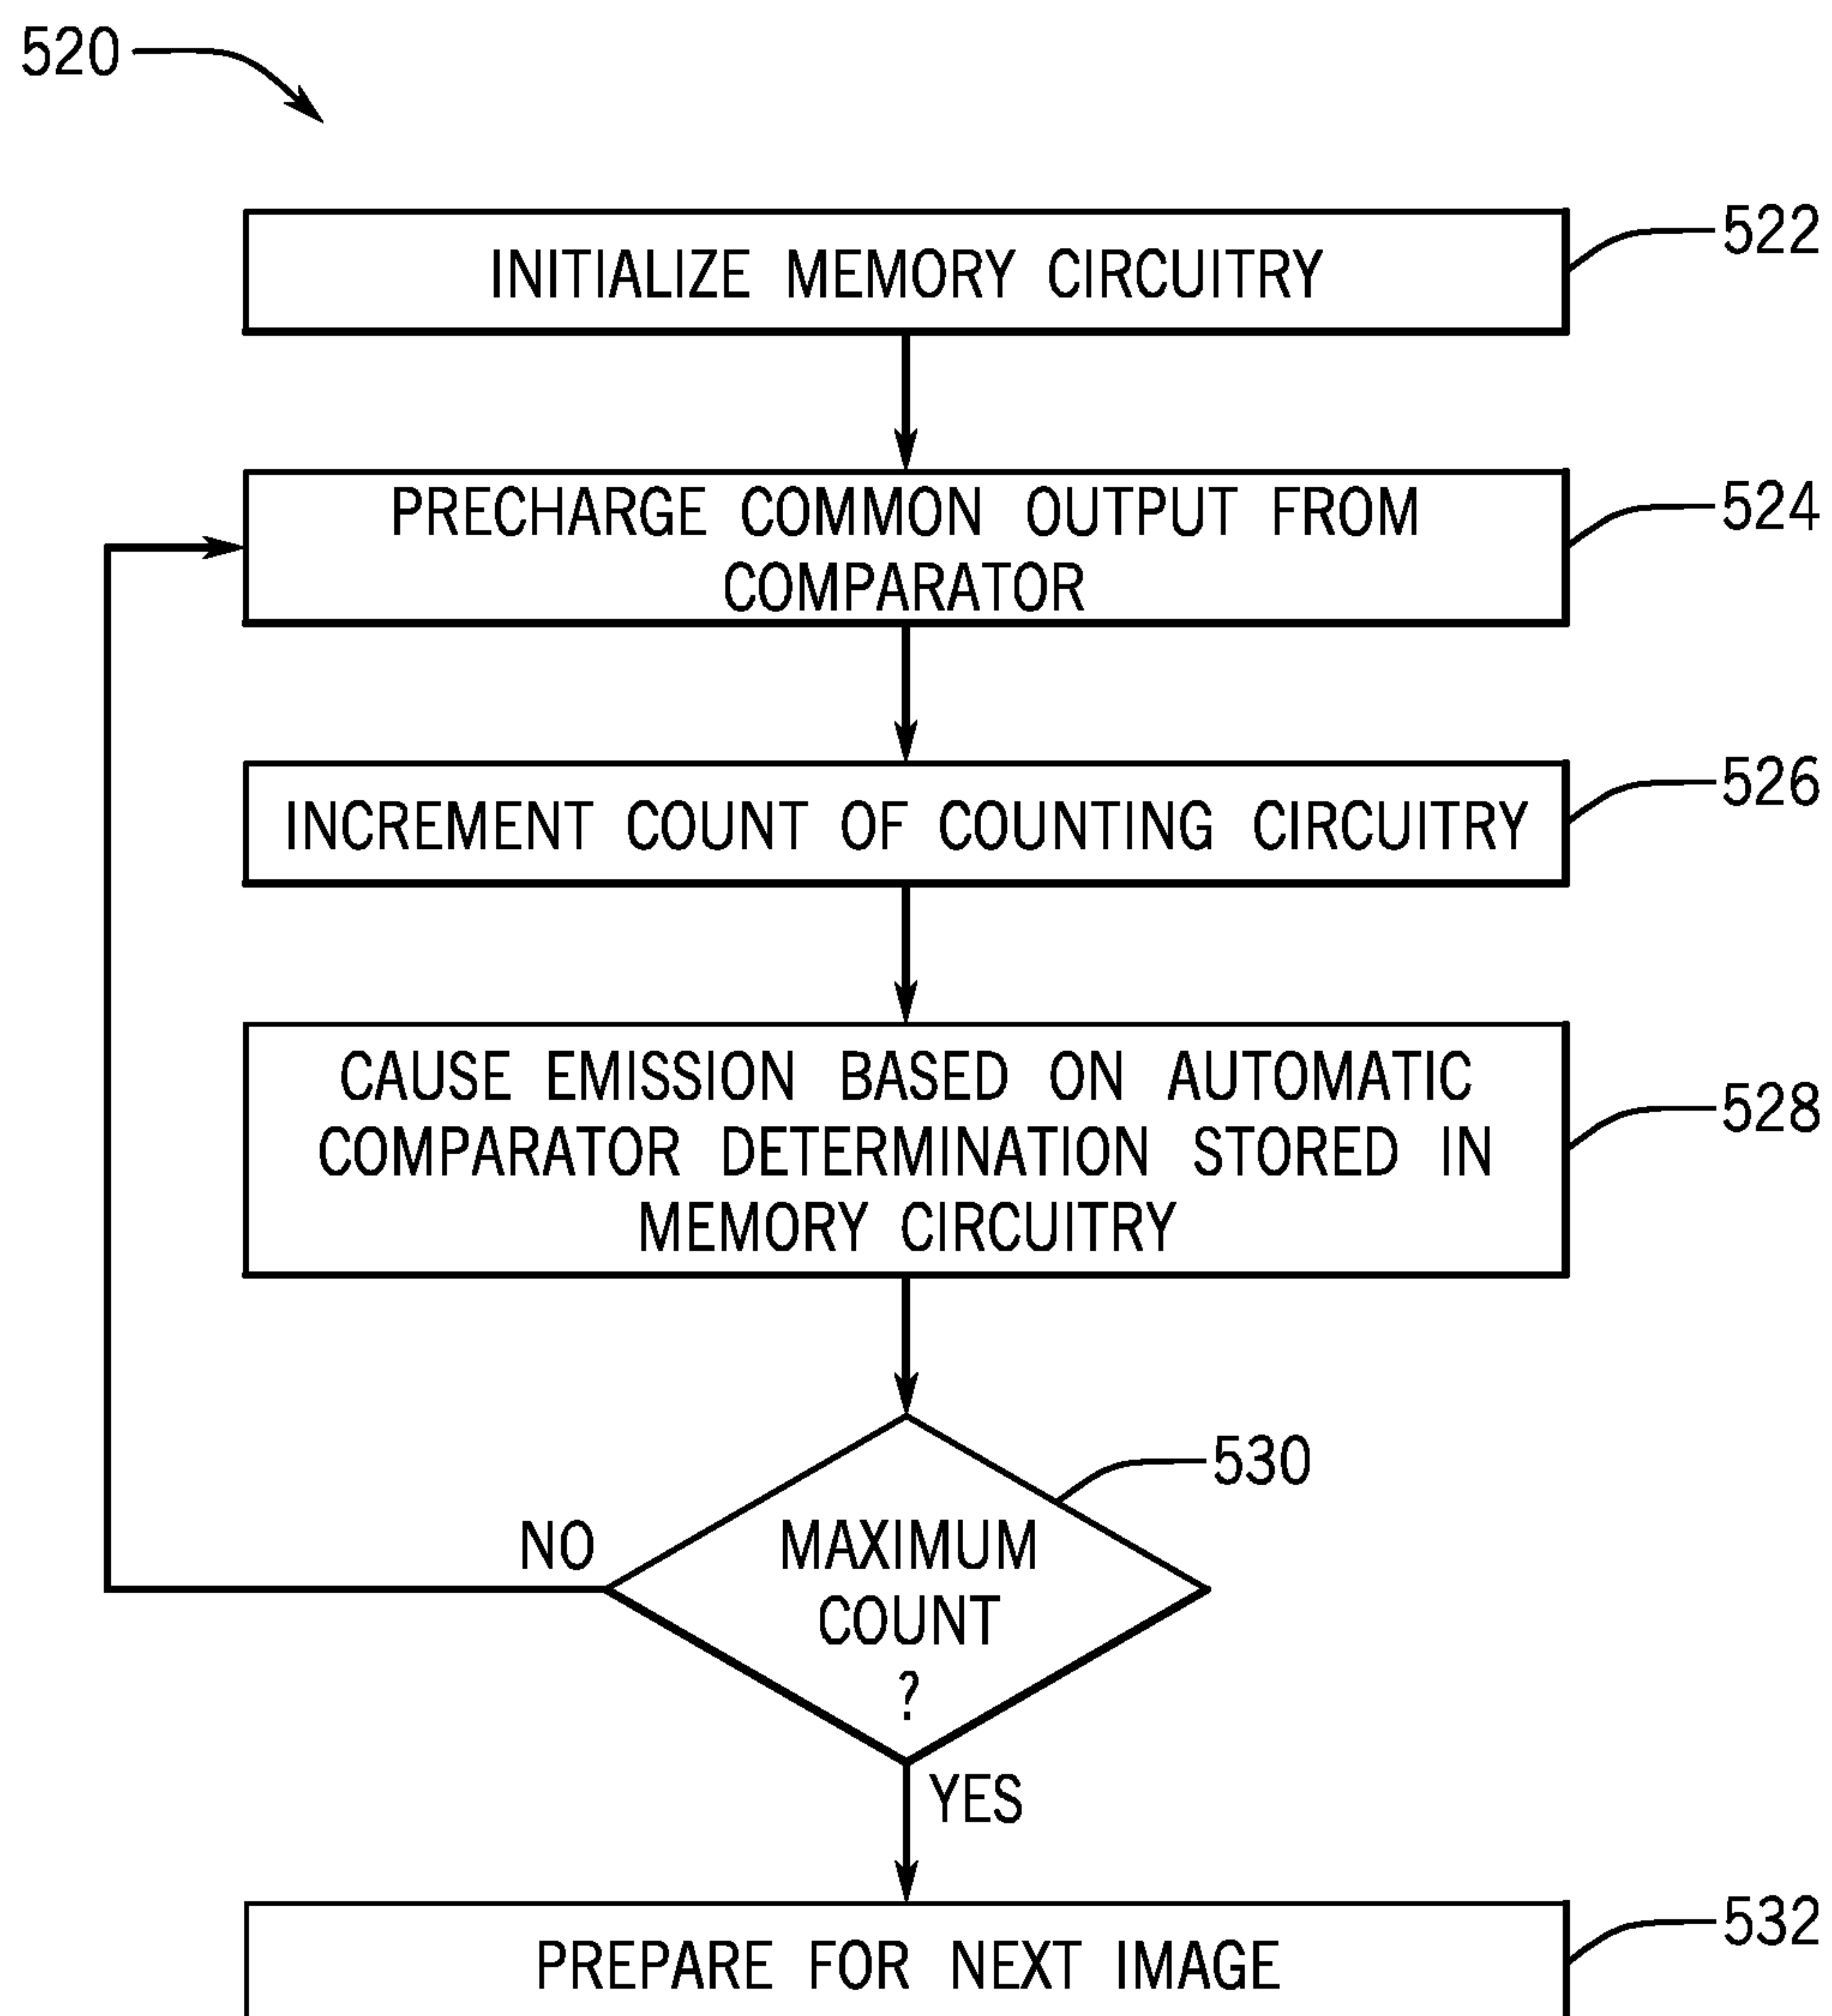 520
INITIALIZE MEMORY CIRCUITRY
522
PRECHARGE COMMON OUTPUT FROM
COMPARATOR
524
INCREMENT COUNT OF COUNTING CIRCUITRY
526
CAUSE EMISSION BASED ON AUTOMATIC
COMPARATOR DETERMINATION STORED IN
MEMORY CIRCUITRY
528
MAXIMUM
COUNT
?
530
NO
YES
PREPARE FOR NEXT IMAGE
532